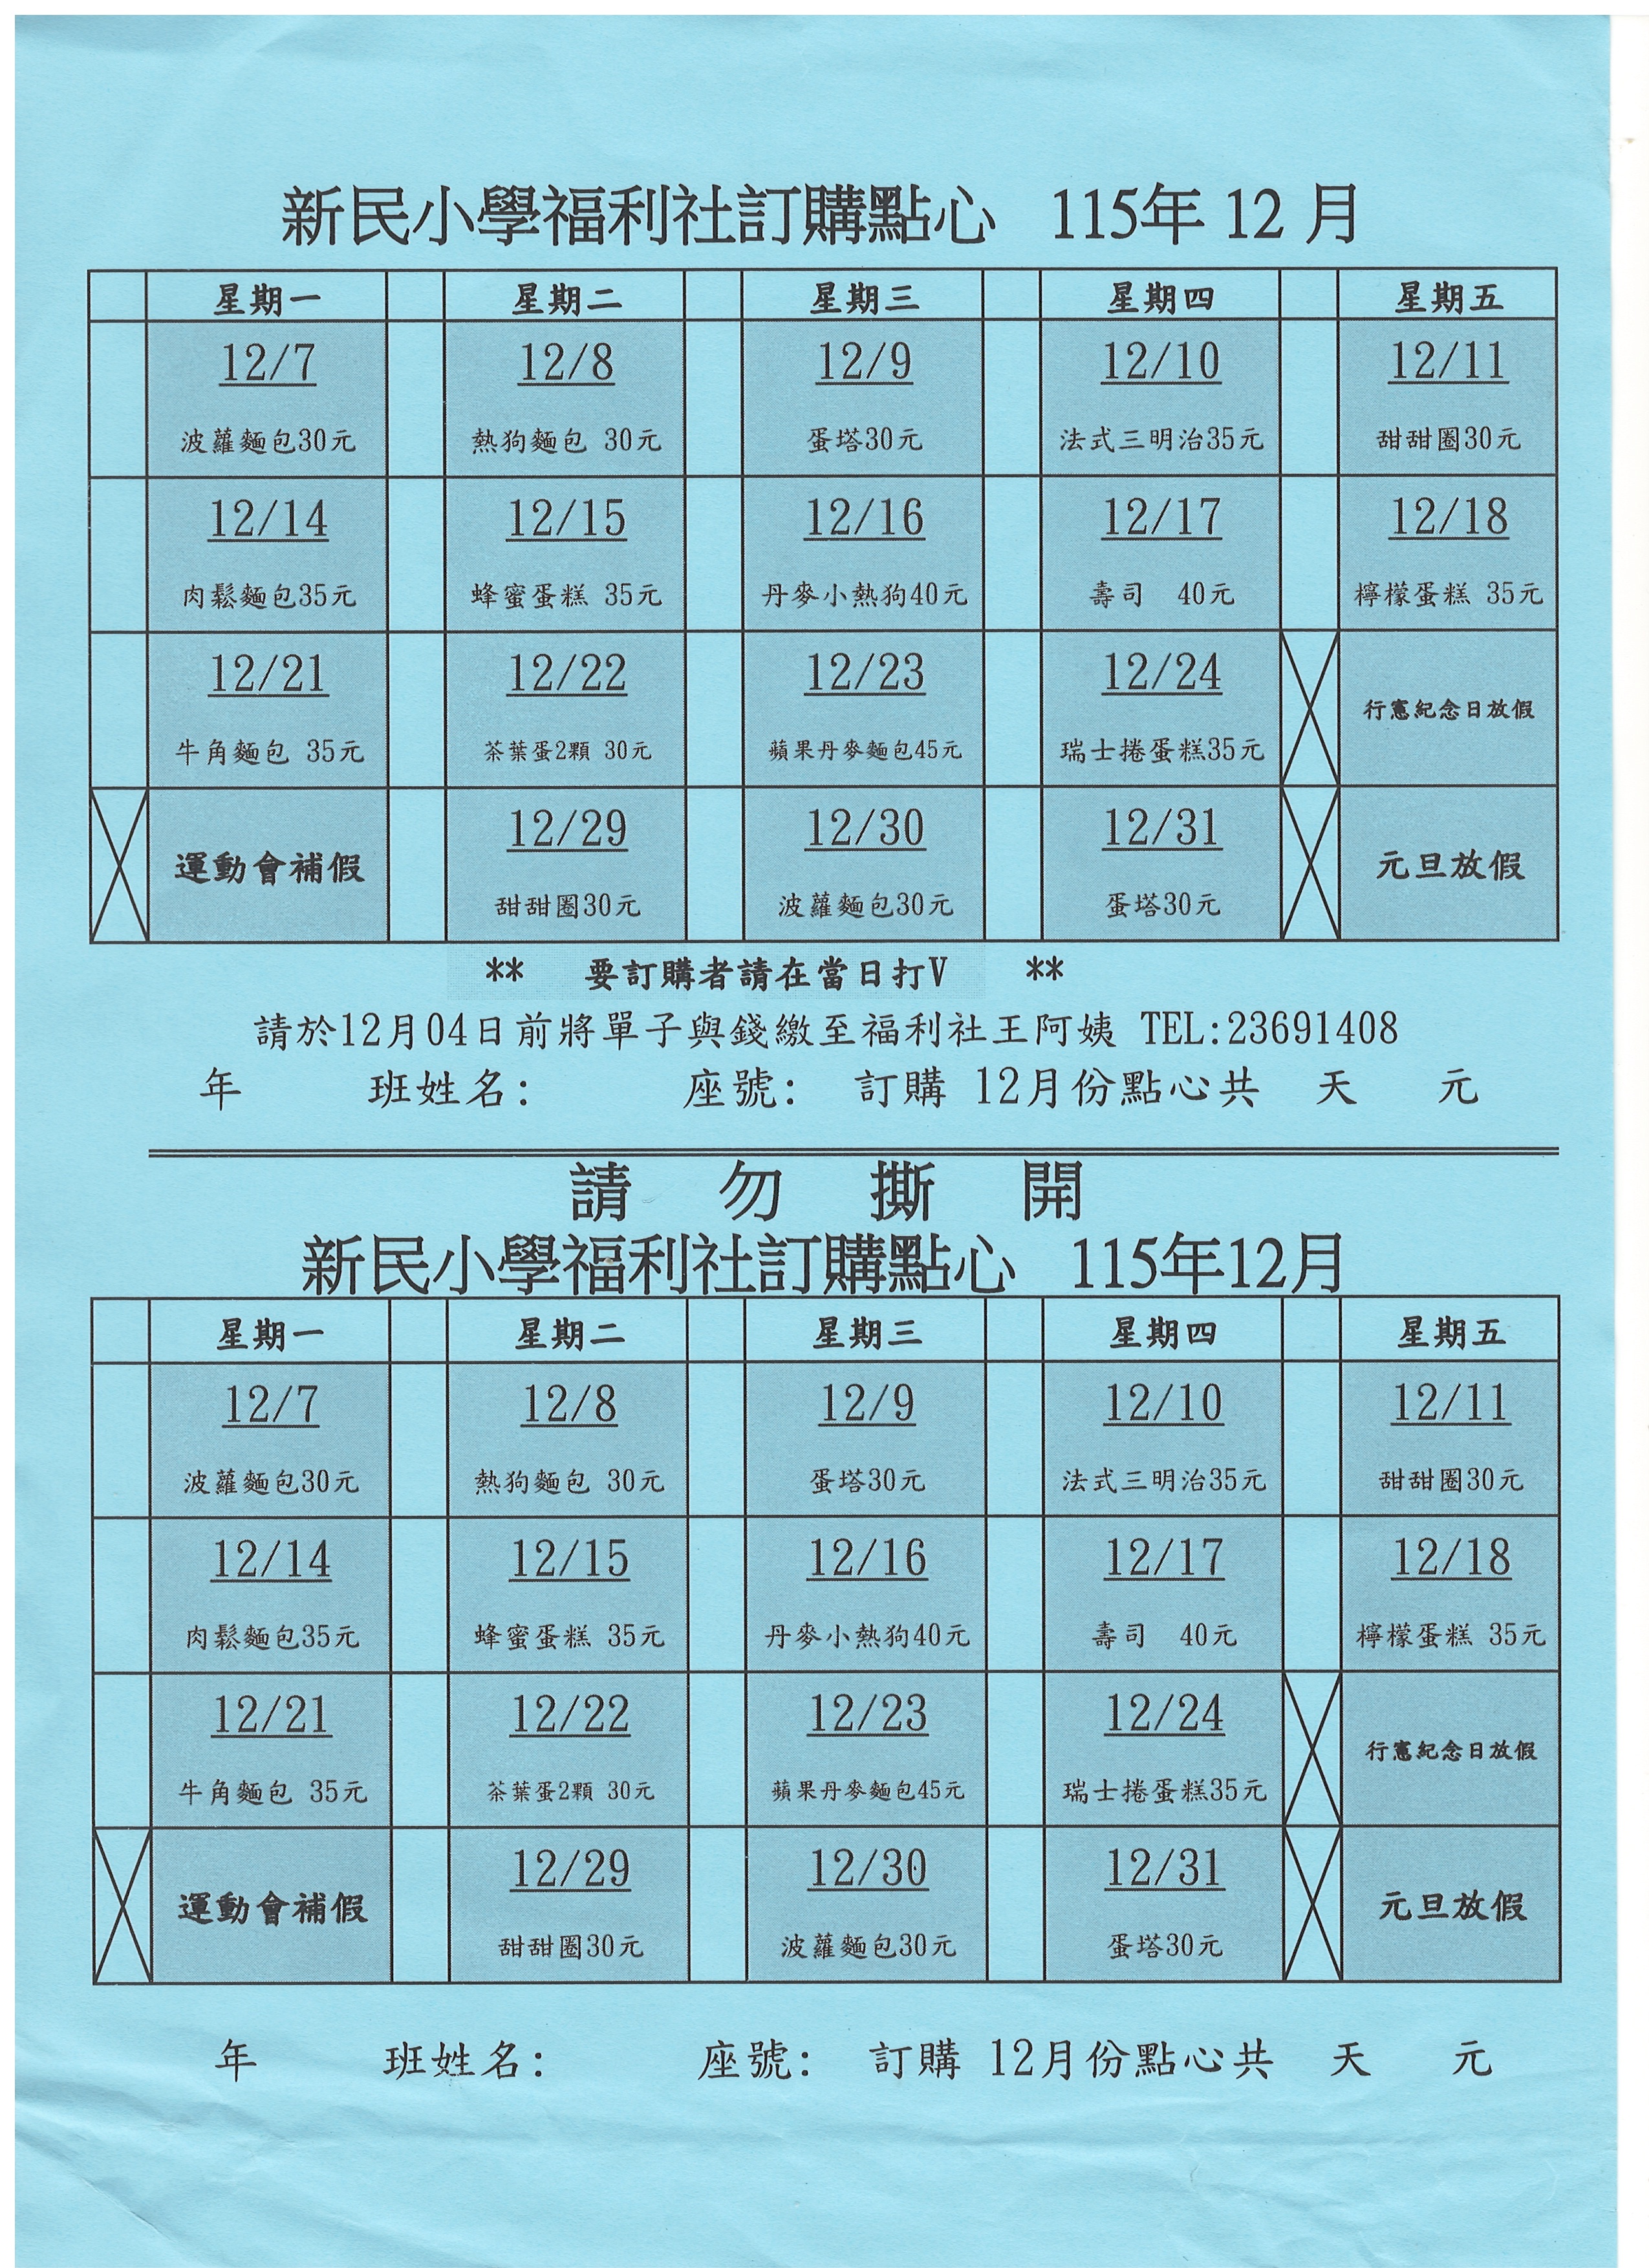 新民小學福利社訂購點心 115年 12 月
星期一 星期二 星期三 星期四 星期五
12/7 12/8 12/9 12/10 12/11
波蘿麵包30元 熱狗麵包 30元 蛋塔30元 法式三明治35元 甜甜圈30元
12/14 12/15 12/16 12/17 12/18
肉鬆麵包35元 蜂蜜蛋糕 35元 丹麥小熱狗40元 壽司 40元 檸檬蛋糕 35元
12/21 12/22 12/23 12/24 行憲紀念日放假
牛角麵包 35元 茶葉蛋2顆 30元 蘋果丹麥麵包45元 瑞士捲蛋糕35元
運動會補假 12/29 12/30 12/31 元旦放假
甜甜圈30元 波蘿麵包30元 蛋塔30元
** 要訂購者請在當日打V **
請於12月04日前將單子與錢繳至福利社王阿姨 TEL:23691408
年 班姓名: 座號: 訂購 12月份點心共 天 元
請 勿 撕 開
新民小學福利社訂購點心 115年12月
星期一 星期二 星期三 星期四 星期五
12/7 12/8 12/9 12/10 12/11
波蘿麵包30元 熱狗麵包 30元 蛋塔30元 法式三明治35元 甜甜圈30元
12/14 12/15 12/16 12/17 12/18
肉鬆麵包35元 蜂蜜蛋糕 35元 丹麥小熱狗40元 壽司 40元 檸檬蛋糕 35元
12/21 12/22 12/23 12/24 行憲紀念日放假
牛角麵包 35元 茶葉蛋2顆 30元 蘋果丹麥麵包45元 瑞士捲蛋糕35元
運動會補假 12/29 12/30 12/31 元旦放假
甜甜圈30元 波蘿麵包30元 蛋塔30元
年 班姓名: 座號: 訂購 12月份點心共 天 元